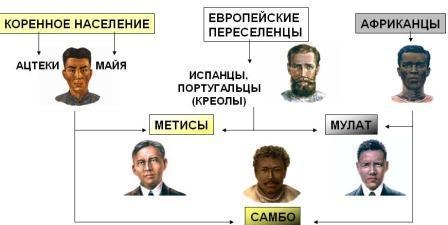 КОРЕННОЕ НАСЕЛЕНИЕ
ЕВРОПЕЙСКИЕ
ПЕРЕСЕЛЕНЦЫ
АФРИКАНЦЫ
АЦТЕКИ
МАЙЯ
ИСПАНЦЫ.
ПОРТУГАЛЬЦЫ
(КРЕОЛЫ)
МЕТИСЫ
МУЛАТ
САМБО